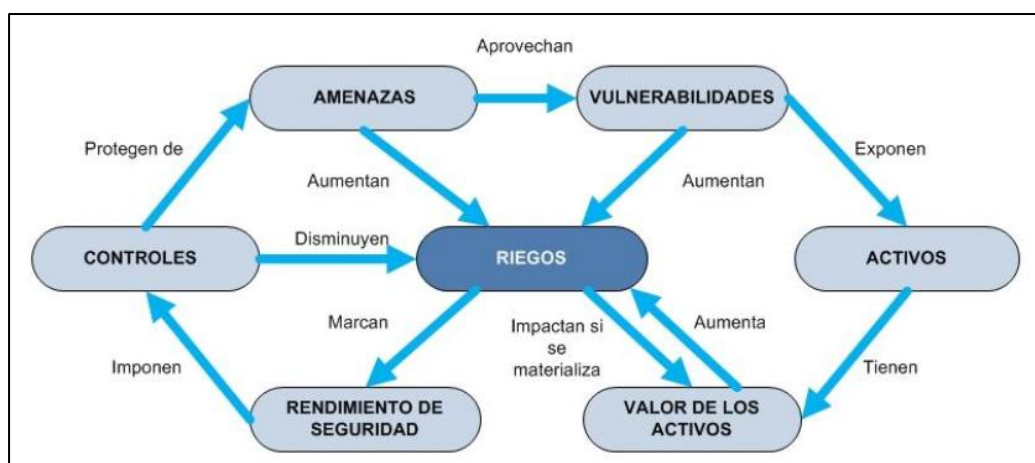 Aprovechan
AMENAZAS
VULNERABILIDADES
Protegen de
Exponen
Aumentan
Aumentan
CONTROLES
Disminuyen
RIEGOS
ACTIVOS
Marcan
Impactan si
se
materializa
Aumenta
Imponen
Tienen
RENDIMIENTO DE
SEGURIDAD
VALOR DE LOS
ACTIVOS